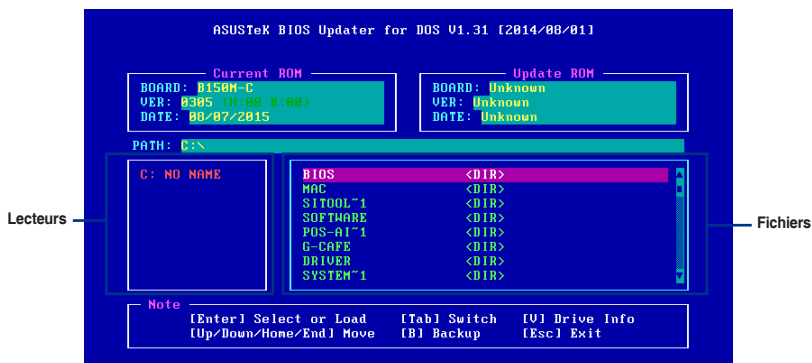 ASUSTeK BIOS Updater for DOS V1.31 [2014/08/01]
Current ROM
BOARD: B150M-C
VER: 0305 (H:00 B:00)
DATE: 08/07/2015
Update ROM
BOARD: Unknown
VER: Unknown
DATE: Unknown
PATH: C:\
Lecteurs
C: NO NAME
BIOS <DIR>
MAC <DIR>
SITOOL~1 <DIR>
SOFTWARE <DIR>
POS-AI~1 <DIR>
G-CAFE <DIR>
DRIVER <DIR>
SYSTEM~1 <DIR>
Fichiers
Note
[Enter] Select or Load [Tab] Switch [V] Drive Info
[Up/Down/Home/End] Move [B] Backup [Esc] Exit